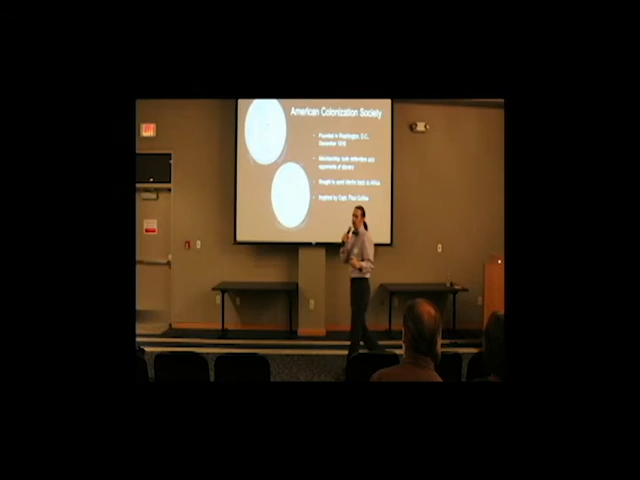 American Colonization Society
Founded in Washington, D.C.,
December 1816
Membership both defenders and
opponents of slavery
Sought to send blacks back to Africa
Inspired by Capt. Paul Cuffee
EXIT